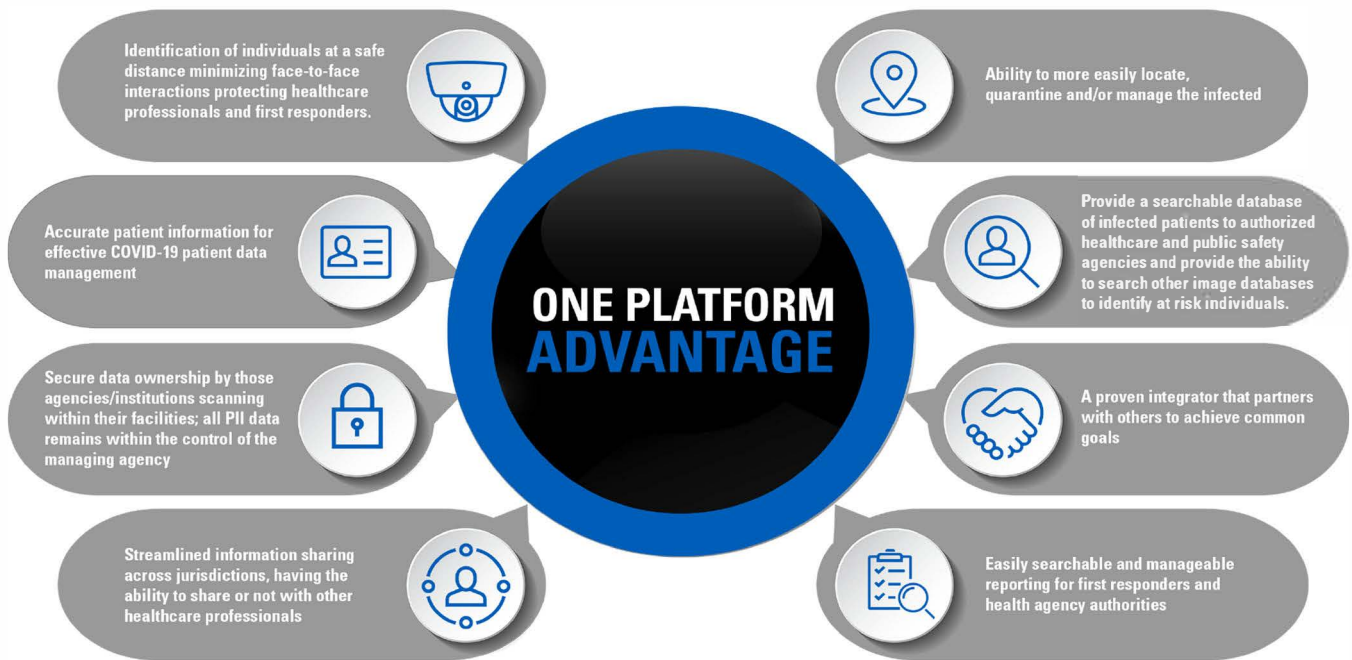 Identification of individuals at a safe
distance minimizing face-to-face
interactions protecting healthcare
professionals and first responders.
Accurate patient information for
effective COVID-19 patient data
management
Secure data ownership by those
agencies/institutions scanning
within their facilities; all PII data
remains within the control of the
managing agency
Streamlined information sharing
across jurisdictions, having the
ability to share or not with other
healthcare professionals
ONE PLATFORM
ADVANTAGE
Ability to more easily locate,
quarantine and/or manage the infected
Provide a searchable database
of infected patients to authorized
healthcare and public safety
agencies and provide the ability
to search other image databases
to identify at risk individuals.
A proven integrator that partners
with others to achieve common
goals
Easily searchable and manageable
reporting for first responders and
health agency authorities